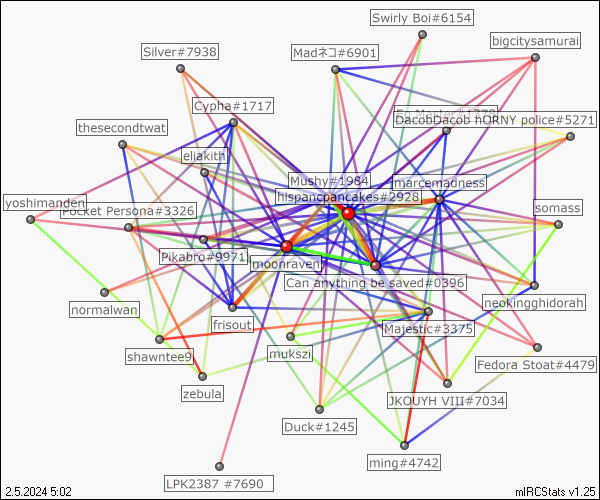 Swirly Boi#6154
Silver#7938
Madネコ#6901
bigcitysamurai
Cypha#1717
DacobDacob hORNY police#5271
thesecondtwat
eliakith
Mushy#1984
marcemadness
hispancpancakes#2928
yoshimanden
Pocket Persona#3326
somass
Pikabro#9971
moonraven
Can anything be saved#0396
normalwan
frisout
neokingghidorah
Majestic#3375
shawntee9
mukszi
Fedora Stoat#4479
zebula
JKOUYH VIII#7034
Duck#1245
ming#4742
LPK2387 #7690
2.5.2024 5:02
mIRCStats v1.25